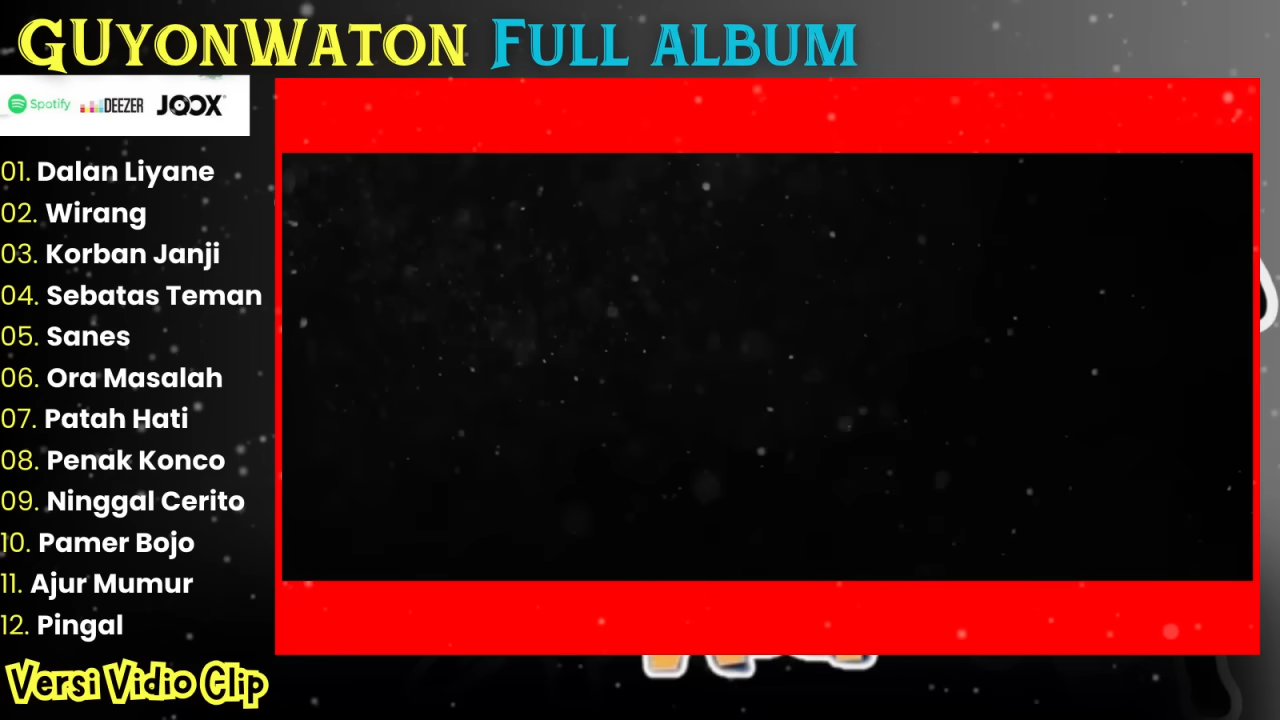 GUYONWATON FULL ALBUM
Spotify DEEZER JOOX
01. Dalan Liyane
02. Wirang
03. Korban Janji
04. Sebatas Teman
05. Sanes
06. Ora Masalah
07. Patah Hati
08. Penak Konco
09. Ninggal Cerito
10. Pamer Bojo
11. Ajur Mumur
12. Pingal
Versi Vidio Clip